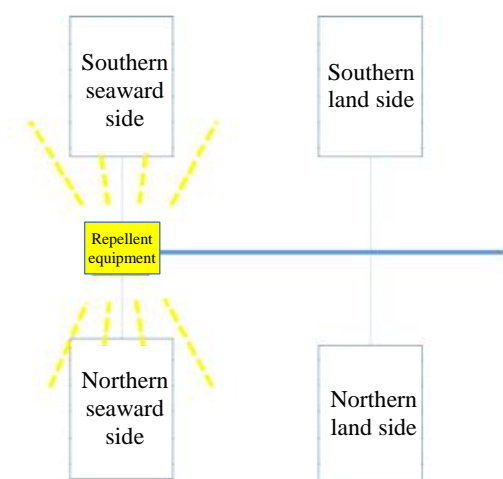 Southern
seaward
side
Southern
land side
Repellent
equipment
Northern
seaward
side
Northern
land side